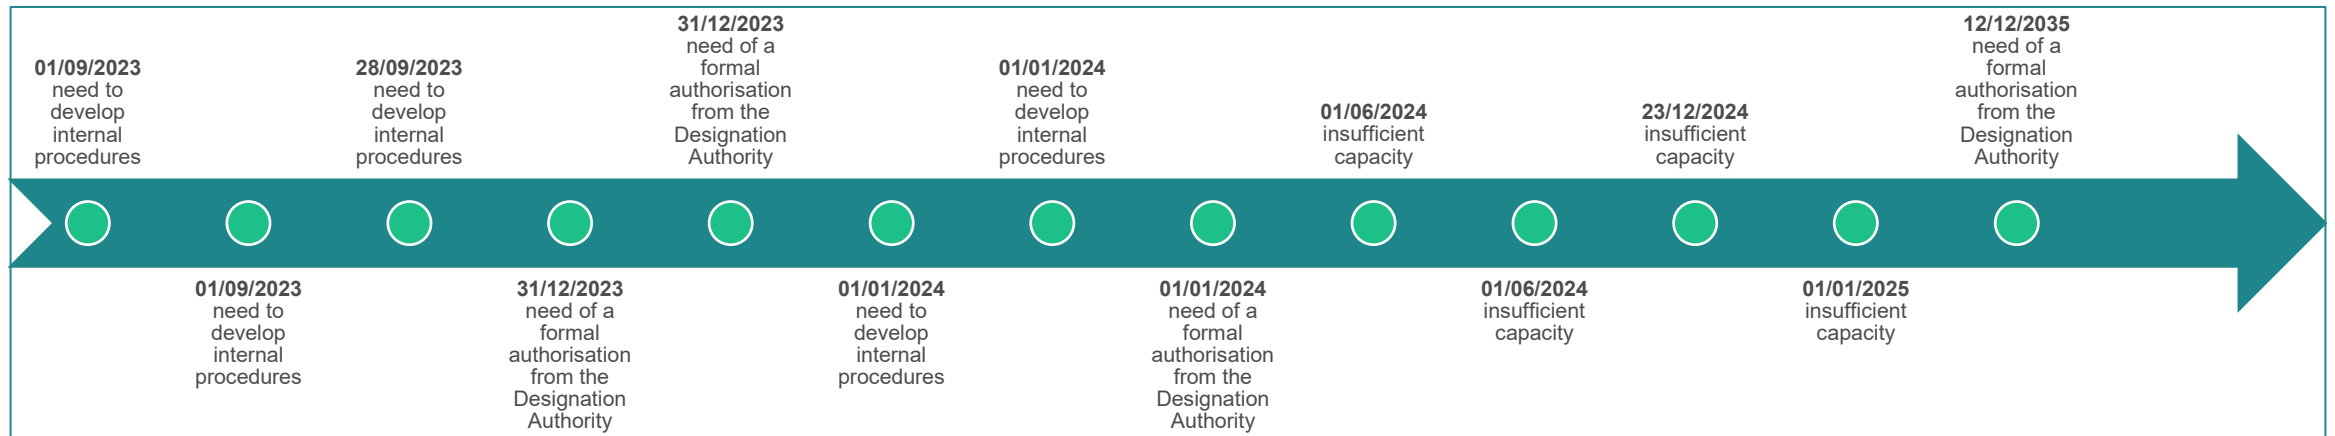 01/09/2023
need to
develop
internal
procedures
01/09/2023
need to
develop
internal
procedures
28/09/2023
need to
develop
internal
procedures
31/12/2023
need of a
formal
authorisation
from the
Designation
Authority
31/12/2023
need of a
formal
authorisation
from the
Designation
Authority
01/01/2024
need to
develop
internal
procedures
01/01/2024
need to
develop
internal
procedures
01/01/2024
need of a
formal
authorisation
from the
Designation
Authority
01/06/2024
insufficient
capacity
01/06/2024
insufficient
capacity
23/12/2024
insufficient
capacity
01/01/2025
insufficient
capacity
12/12/2035
need of a
formal
authorisation
from the
Designation
Authority